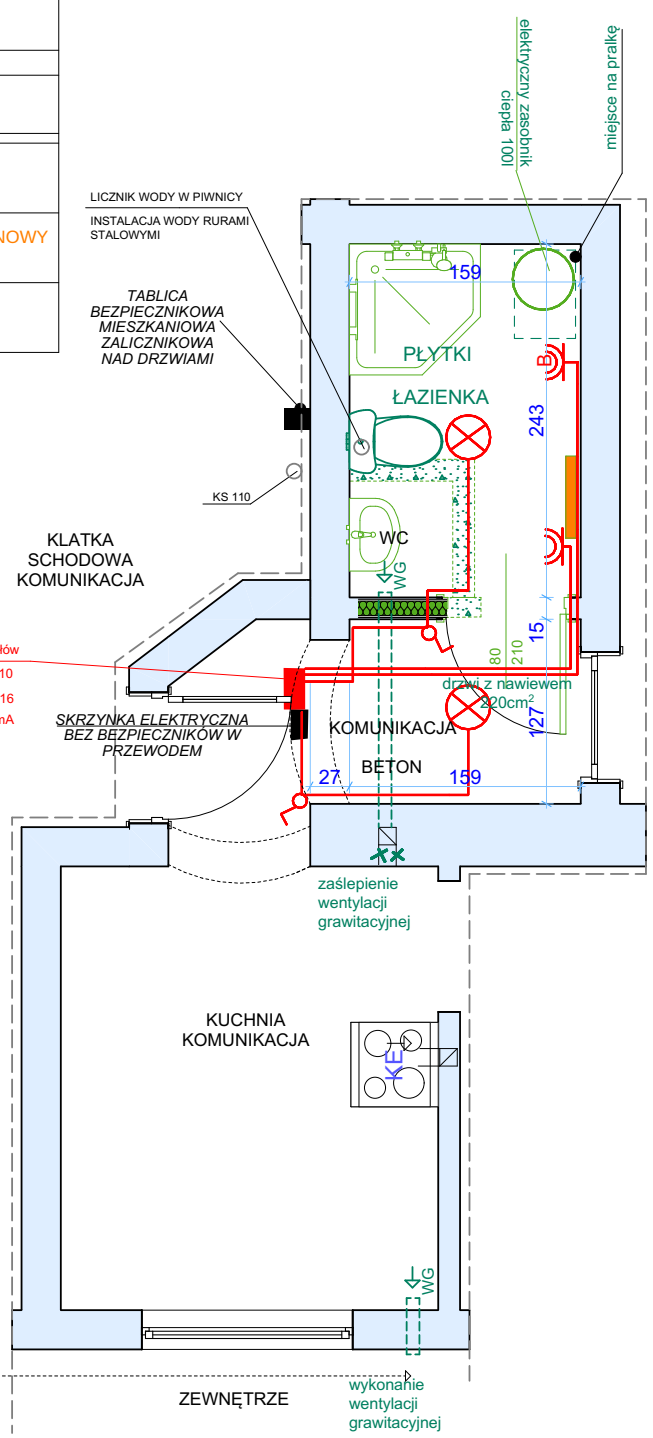 elektryczny zasobnik
ciepła 100l
miejsce na pralkę
LICZNIK WODY W PIWNICY
INSTALACJA WODY RURAMI
STALOWYMI
NOWY
TABLICA
BEZPIECZNIKOWA
MIESZKANIOWA
ZALICZNIKOWA
NAD DRZWIAMI
159
PŁYTKI
B
ŁAZIENKA
243
KS 110
WC
WG
KLATKA
SCHODOWA
KOMUNIKACJA
15
80
210
10
16
mA
drzwi z nawiewem
220cm²
SKRZYNKA ELEKTRYCZNA
BEZ BEZPIECZNIKÓW W
PRZEWODEM
KOMUNIKACJA
BETON
127
27
159
zaślepienie
wentylacji
grawitacyjnej
KUCHNIA
KOMUNIKACJA
KE
WG
ZEWNĘTRZE
wykonanie
wentylacji
grawitacyjnej